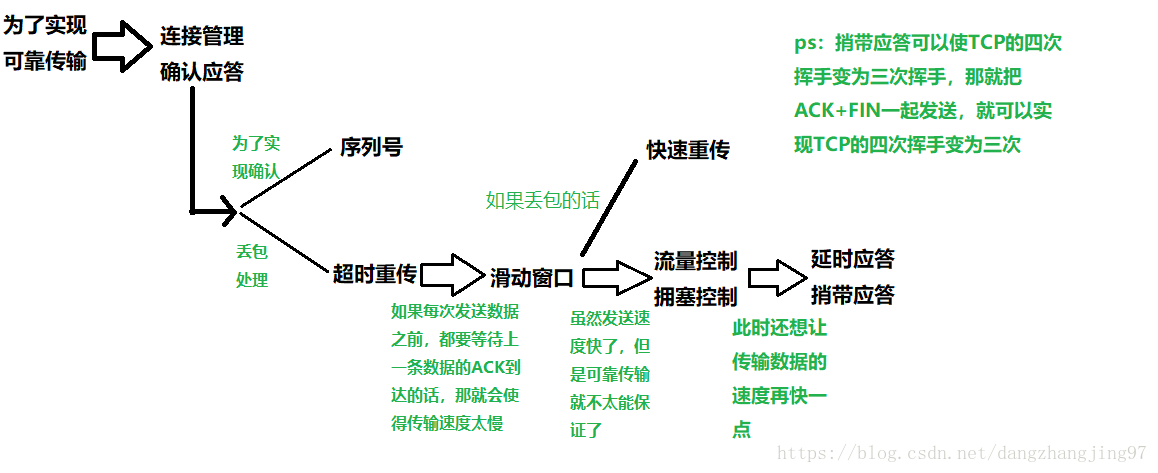 为了实现
可靠传输
连接管理
确认应答
ps：捎带应答可以使TCP的四次
挥手变为三次挥手，那就把
ACK+FIN一起发送，就可以实
现TCP的四次挥手变为三次
为了实
现确认
序列号
快速重传
如果丢包的话
丢包
处理
超时重传
滑动窗口
流量控制
拥塞控制
延时应答
捎带应答
如果每次发送数据
之前，都要等待上
一条数据的ACK到
达的话，那就会使
得传输速度太慢
虽然发送速
度快了，但
是可靠传输
就不太能保
证了
此时还想让
传输数据的
速度再快一
点
https://blog.csdn.net/dangzhangjing97